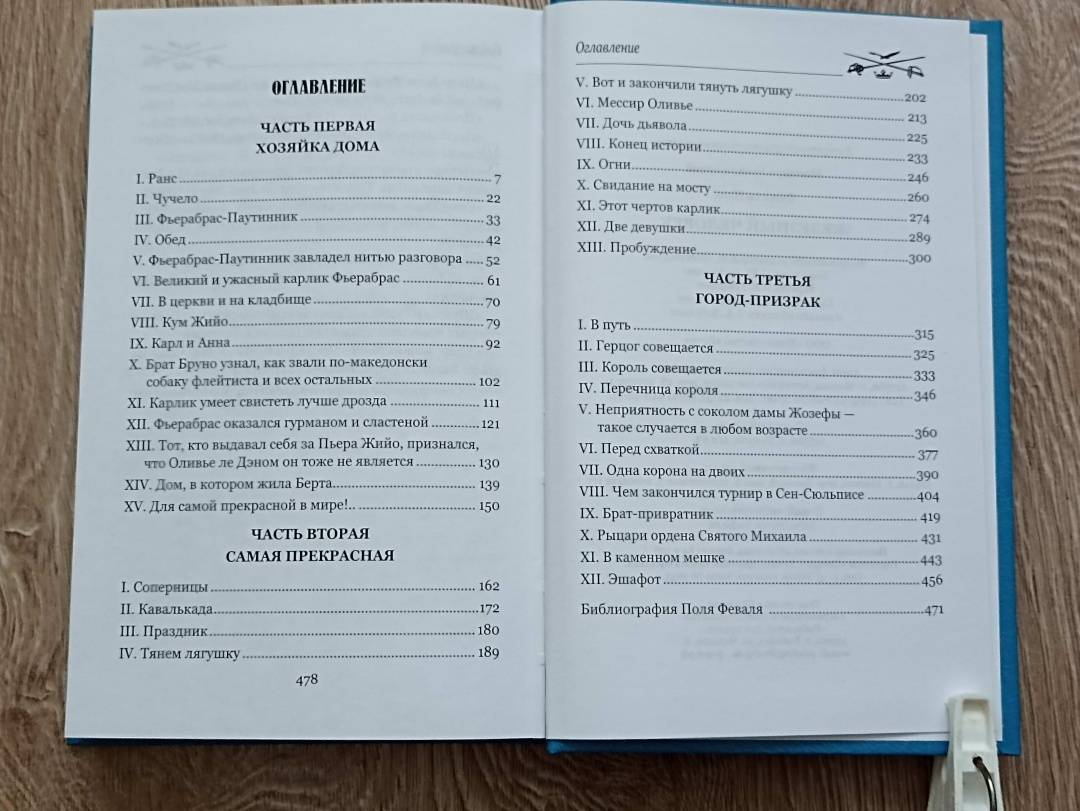 ОГЛАВЛЕНИЕ
ЧАСТЬ ПЕРВАЯ
ХОЗЯЙКА ДОМА
I. Ранс 7
II. Чучело 22
III. Фьерабрас-Паутинник 33
IV. Обед 42
V. Фьерабрас-Паутинник завладел нитью разговора 52
VI. Великий и ужасный карлик Фьерабрас 61
VII. В церкви и на кладбище 70
VIII. Кум Жийо 79
IX. Карл и Анна 92
X. Брат Бруно узнал, как звали по-македонски
собаку флейтиста и всех остальных 102
XI. Карлик умеет свистеть лучше дрозда 111
XII. Фьерабрас оказался гурманом и сластеной 121
XIII. Тот, кто выдавал себя за Пьера Жийо, признался,
что Оливье ле Дэном он тоже не является 130
XIV. Дом, в котором жила Берта 139
XV. Для самой прекрасной в мире!.. 150
ЧАСТЬ ВТОРАЯ
САМАЯ ПРЕКРАСНАЯ
I. Соперницы 162
II. Кавалькада 172
III. Праздник 180
IV. Тянем лягушку 189
478
Оглавление
V. Вот и закончили тянуть лягушку 202
VI. Мессир Оливье 213
VII. Дочь дьявола 225
VIII. Конец истории 233
IX. Огни 246
X. Свидание на мосту 260
XI. Этот чертов карлик 274
XII. Две девушки 289
XIII. Пробуждение 300
ЧАСТЬ ТРЕТЬЯ
ГОРОД-ПРИЗРАК
I. В путь 315
II. Герцог совещается 325
III. Король совещается 333
IV. Перечница короля 346
V. Неприятность с соколом дамы Жозефы —
такое случается в любом возрасте 360
VI. Перед схваткой 377
VII. Одна корона на двоих 390
VIII. Чем закончился турнир в Сен-Сюльписе 404
IX. Брат-привратник 419
X. Рыцари ордена Святого Михаила 431
XI. В каменном мешке 443
XII. Эшафот 456
Библиография Поля Феваля 471